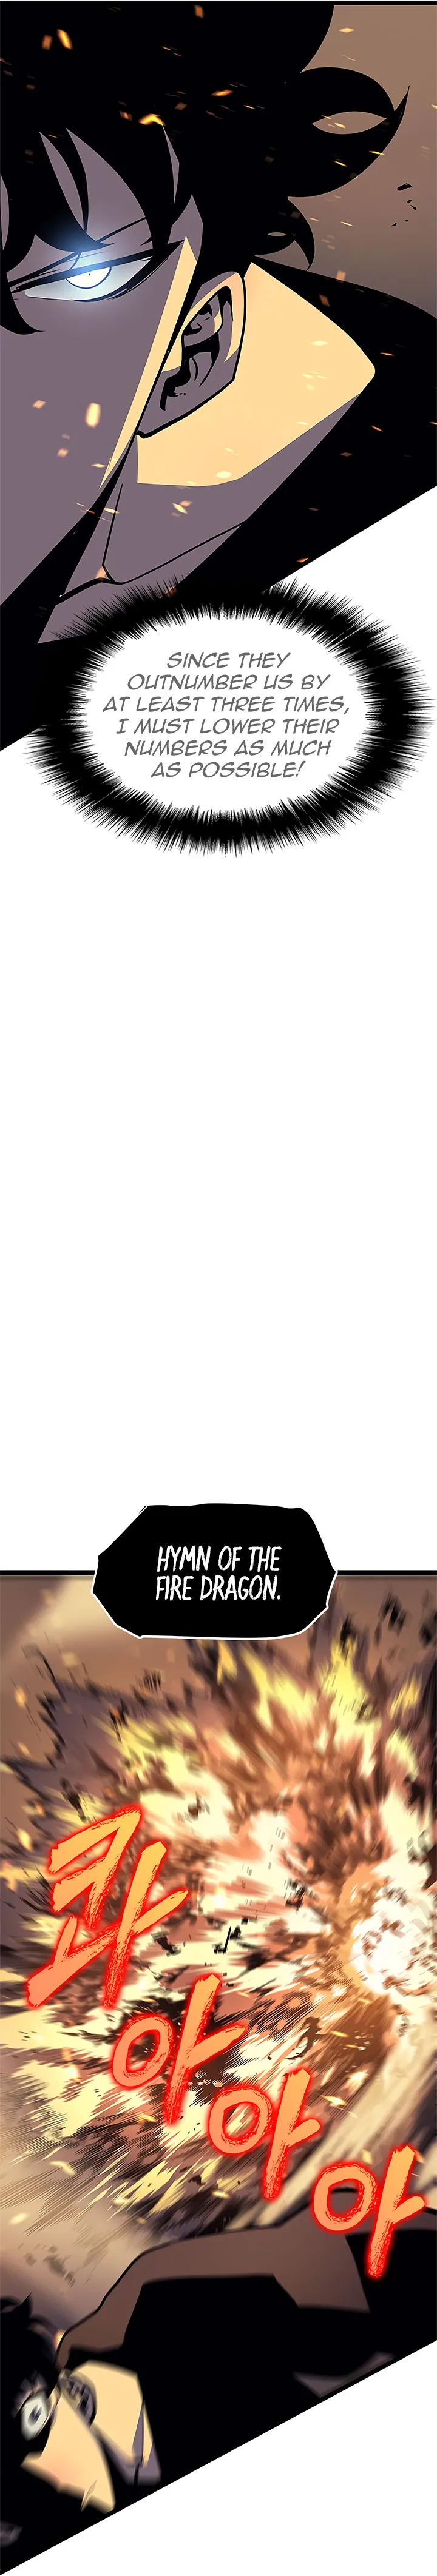 SINCE THEY
OUTNUMBER US BY
AT LEAST THREE TIMES,
I MUST LOWER THEIR
NUMBERS AS MUCH
AS POSSIBLE!
HYMN OF THE
FIRE DRAGON.
콰아아아